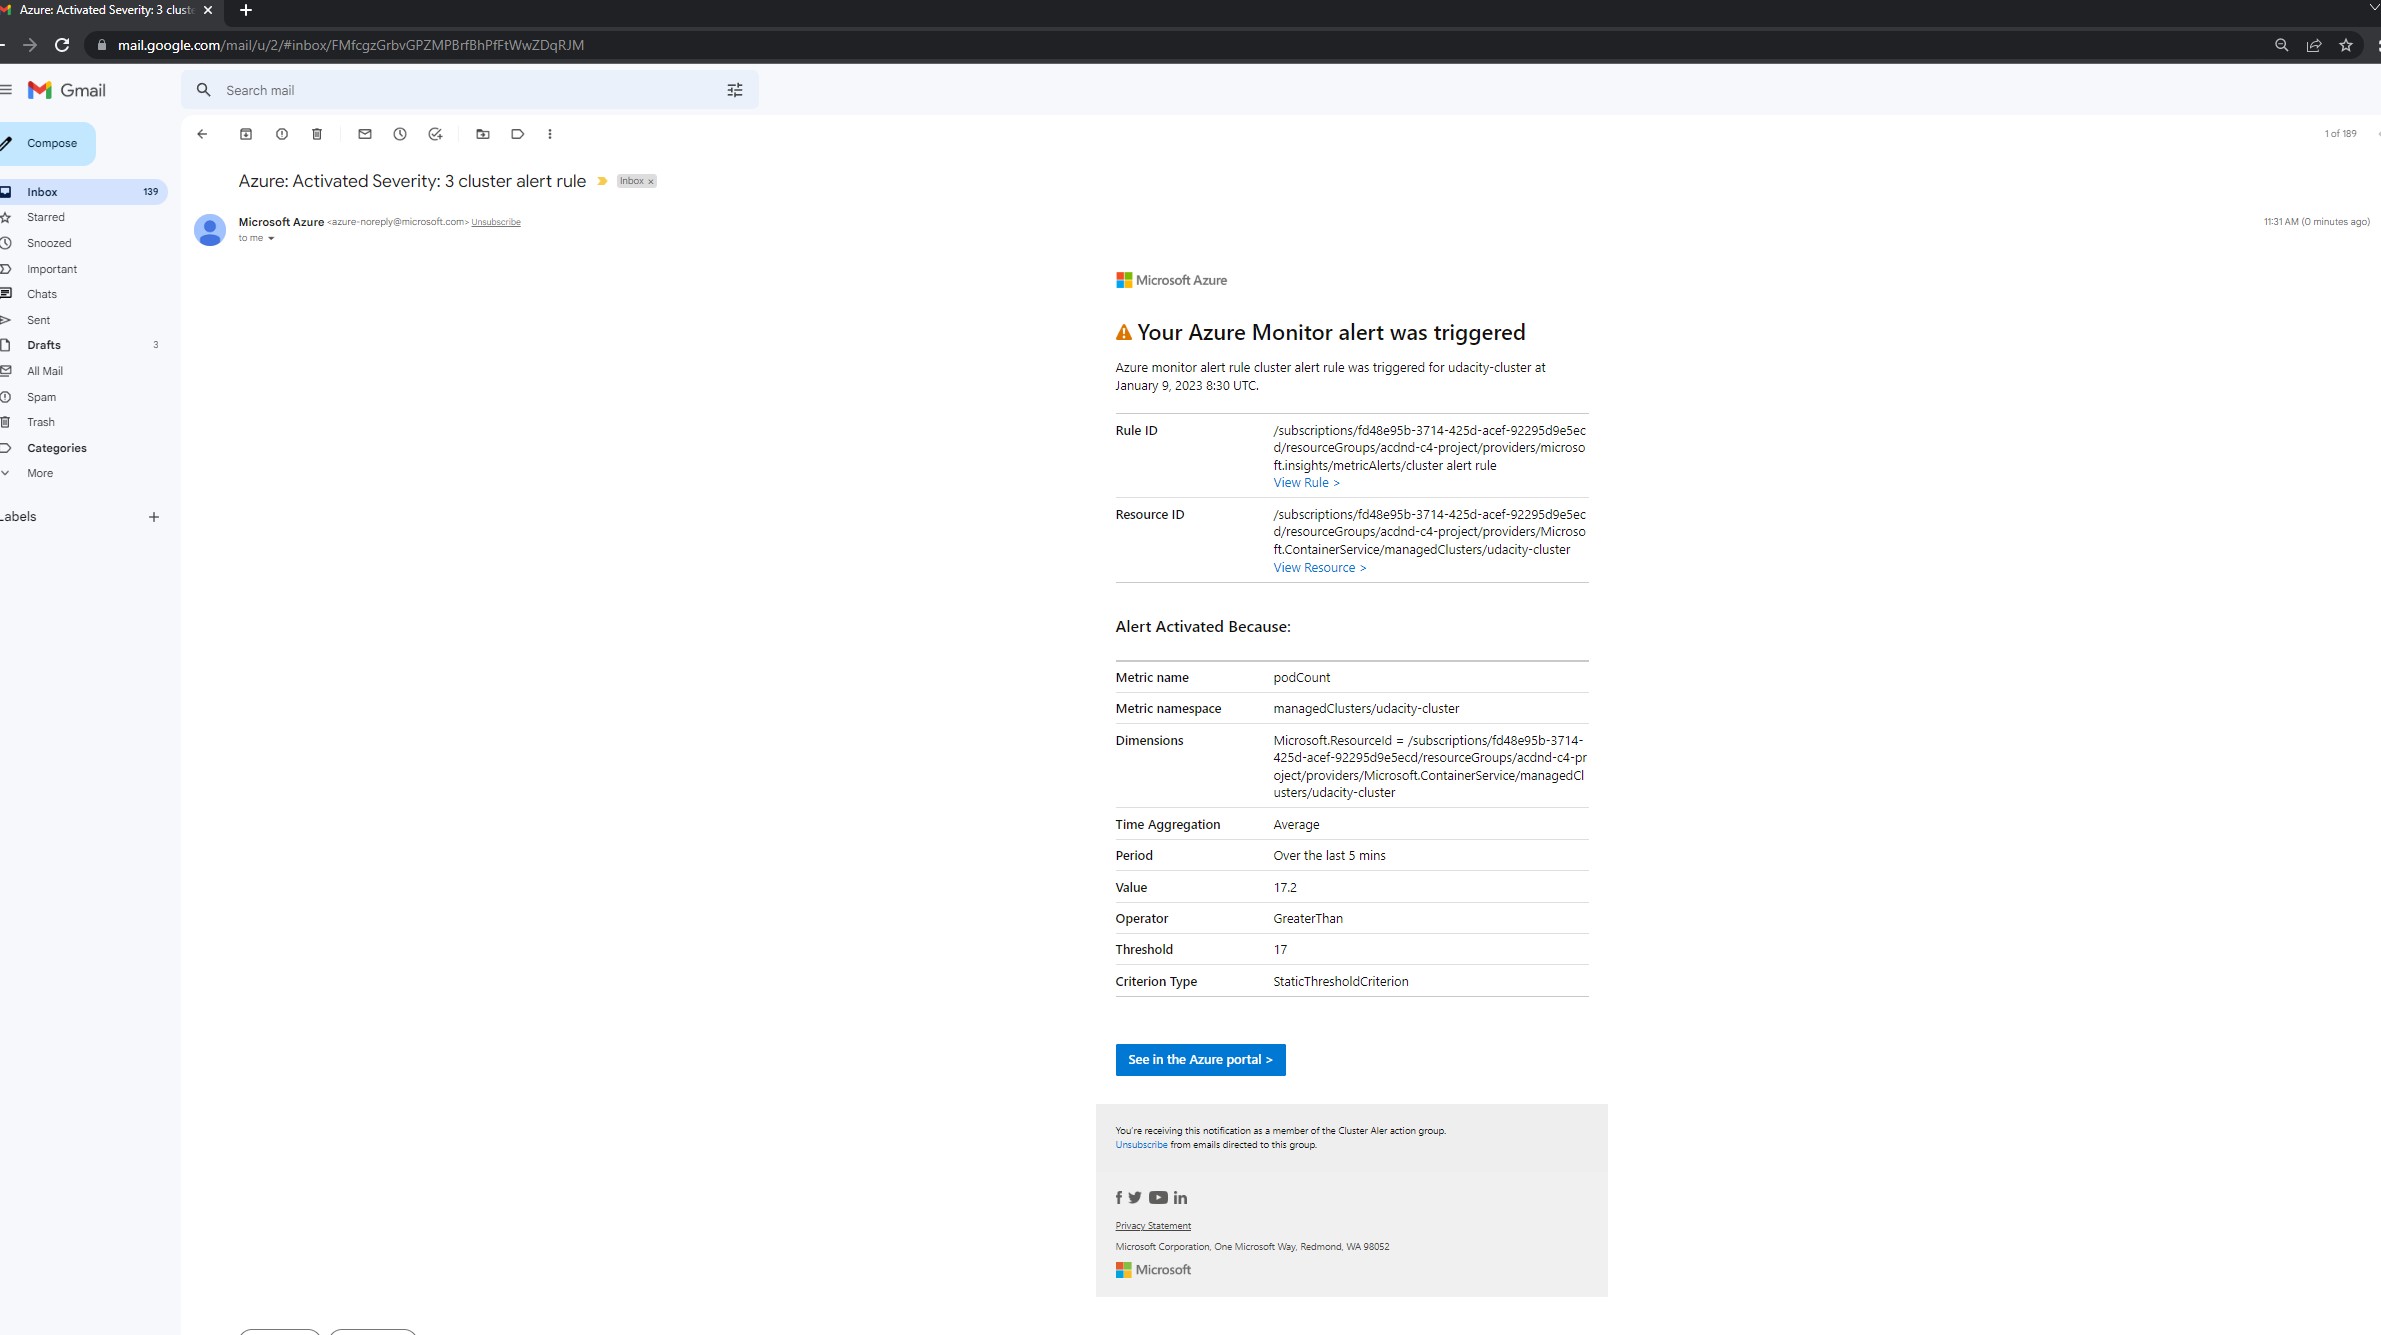 Azure: Activated Severity: 3 clust
mail.google.com/mail/u/2/#inbox/FMfcgzGrbvGPZMPBrfBhPfFtWwZDqRJM
Gmail
Search mail
Compose
1 of 189
Inbox 139
Starred
Snoozed
Important
Chats
Sent
Drafts 3
All Mail
Spam
Trash
Categories
More
Labels
Azure: Activated Severity: 3 cluster alert rule Inbox x
Microsoft Azure <azure-noreply@microsoft.com> Unsubscribe
11:31 AM (0 minutes ago)
to me
Microsoft Azure
Your Azure Monitor alert was triggered
Azure monitor alert rule cluster alert rule was triggered for udacity-cluster at
January 9, 2023 8:30 UTC.
Rule ID
/subscriptions/fd48e95b-3714-425d-acef-92295d9e5ec
d/resourceGroups/acdnd-c4-project/providers/microso
ft.insights/metricAlerts/cluster alert rule
View Rule >
Resource ID
/subscriptions/fd48e95b-3714-425d-acef-92295d9e5ec
d/resourceGroups/acdnd-c4-project/providers/Microso
ft.ContainerService/managedClusters/udacity-cluster
View Resource >
Alert Activated Because:
Metric name podCount
Metric namespace managedClusters/udacity-cluster
Dimensions
Microsoft.ResourceId = /subscriptions/fd48e95b-3714-
425d-acef-92295d9e5ecd/resourceGroups/acdnd-c4-pr
oject/providers/Microsoft.ContainerService/managedCl
usters/udacity-cluster
Time Aggregation Average
Period Over the last 5 mins
Value 17.2
Operator GreaterThan
Threshold 17
Criterion Type StaticThresholdCriterion
See in the Azure portal >
You're receiving this notification as a member of the Cluster Aler action group.
Unsubscribe from emails directed to this group.
Privacy Statement
Microsoft Corporation, One Microsoft Way, Redmond, WA 98052
Microsoft